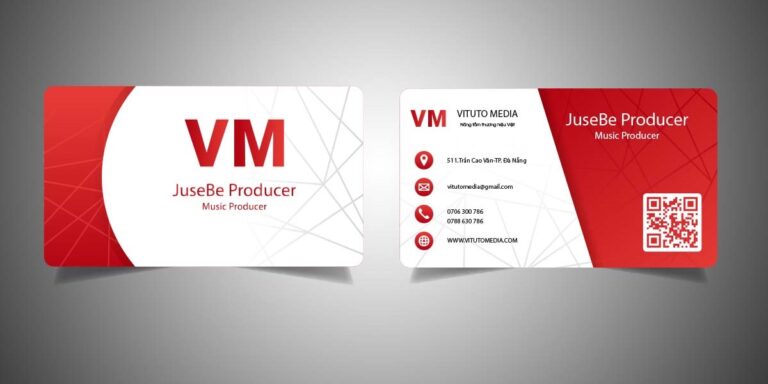 VM
JuseBe Producer
Music Producer
VM
VITUTO MEDIA
Nâng Tầm Thương Hiệu Việt
511.Trần Cao Vân-TP. Đà Nẵng
vitutomedia@gmail.com
0706 300 786
0788 630 786
WWW.VITUTOMEDIA.COM
JuseBe Producer
Music Producer